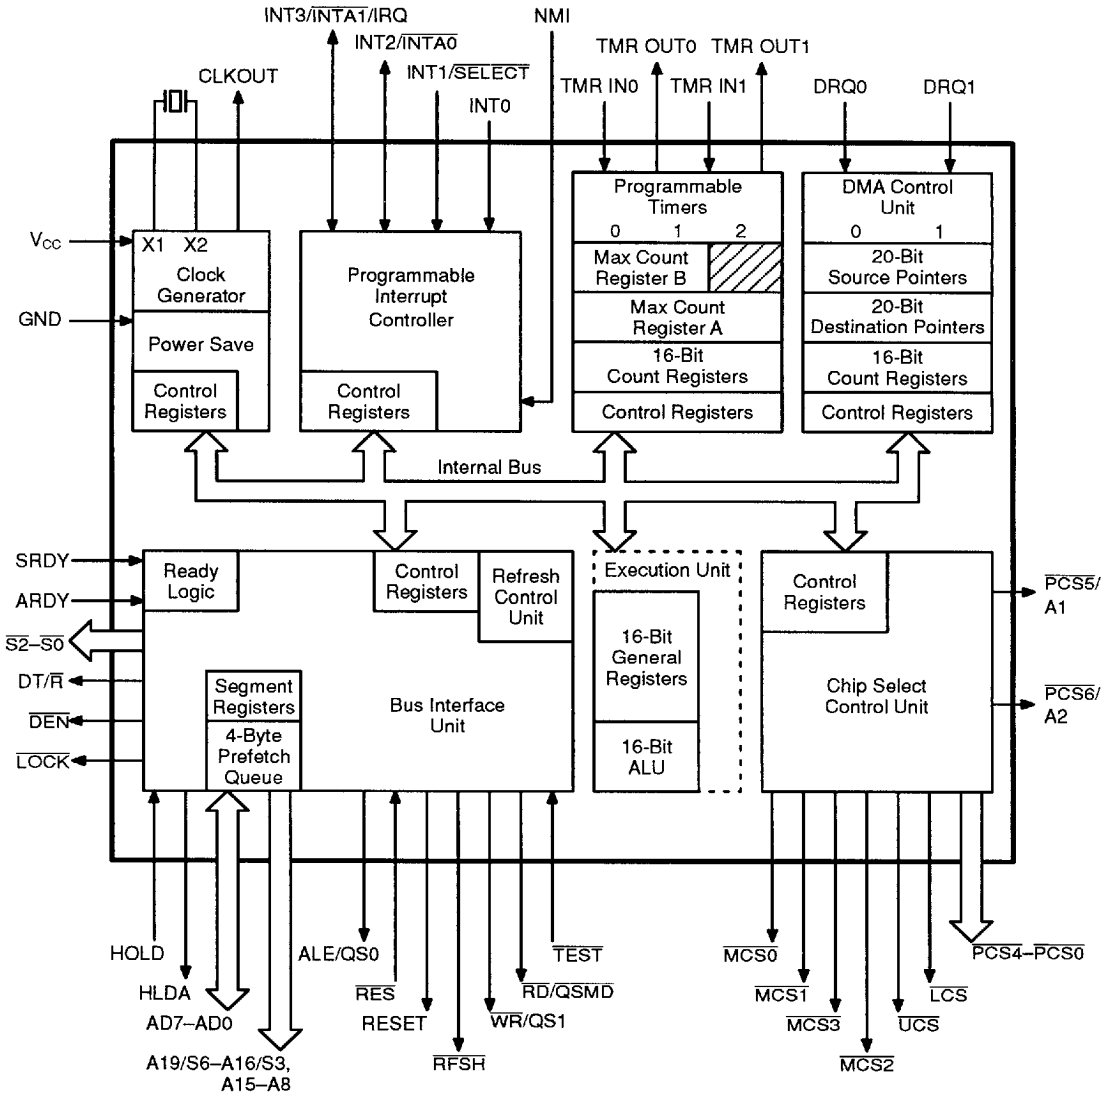 INT3/INTA1/IRQ
NMI
INT2/INTA0
TMR OUT0
TMR OUT1
CLKOUT
INT1/SELECT
TMR IN0
TMR IN1
DRQ0
DRQ1
INT0
X1
X2
Clock
Generator
Power Save
Control
Registers
VCC
GND
Programmable
Interrupt
Controller
Control
Registers
Programmable
Timers
0
1
2
Max Count
Register B
Max Count
Register A
16-Bit
Count Registers
Control Registers
DMA Control
Unit
0
1
20-Bit
Source Pointers
20-Bit
Destination Pointers
16-Bit
Count Registers
Control Registers
Internal Bus
SRDY
ARDY
S2–S0
DT/R
DEN
LOCK
Ready
Logic
Control
Registers
Refresh
Control
Unit
Segment
Registers
4-Byte
Prefetch
Queue
Bus Interface
Unit
Execution Unit
16-Bit
General
Registers
16-Bit
ALU
Control
Registers
Chip Select
Control Unit
PCS5/
A1
PCS6/
A2
HOLD
HLDA
AD7–AD0
A19/S6–A16/S3,
A15–A8
ALE/QS0
RES
RESET
RFSH
WR/QS1
RD/QSMD
TEST
MCS0
MCS1
MCS3
MCS2
UCS
LCS
PCS4–PCS0